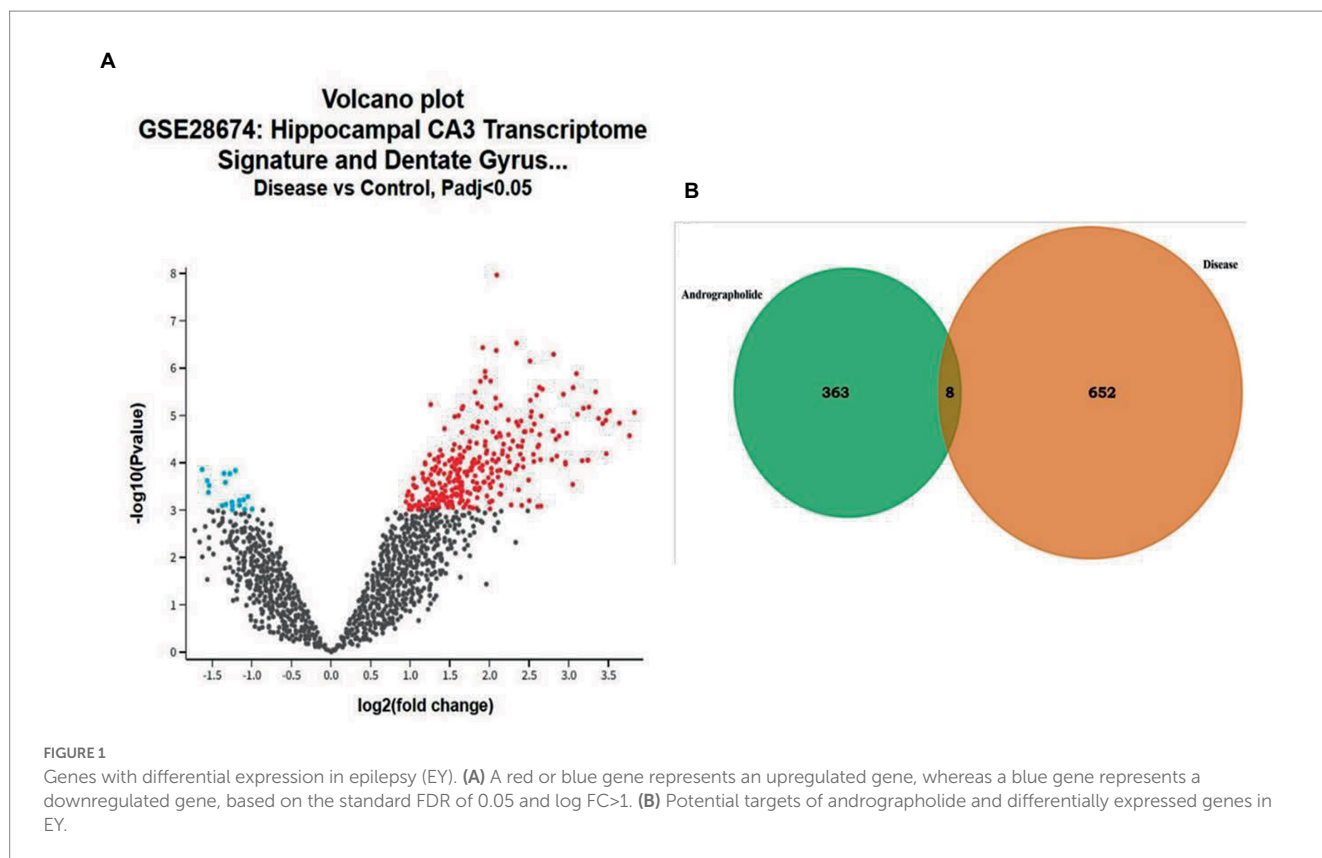 A
Volcano plot
GSE28674: Hippocampal CA3 Transcriptome
Signature and Dentate Gyrus...
Disease vs Control, Padj<0.05
8
7
6
5
4
3
2
1
0
-log10(Pvalue)
-1.5 -1.0 -0.5 0.0 0.5 1.0 1.5 2.0 2.5 3.0 3.5
log2(fold change)
B
Andrographolide
Disease
363 8 652
FIGURE 1
Genes with differential expression in epilepsy (EY). (A) A red or blue gene represents an upregulated gene, whereas a blue gene represents a
downregulated gene, based on the standard FDR of 0.05 and log FC>1. (B) Potential targets of andrographolide and differentially expressed genes in
EY.